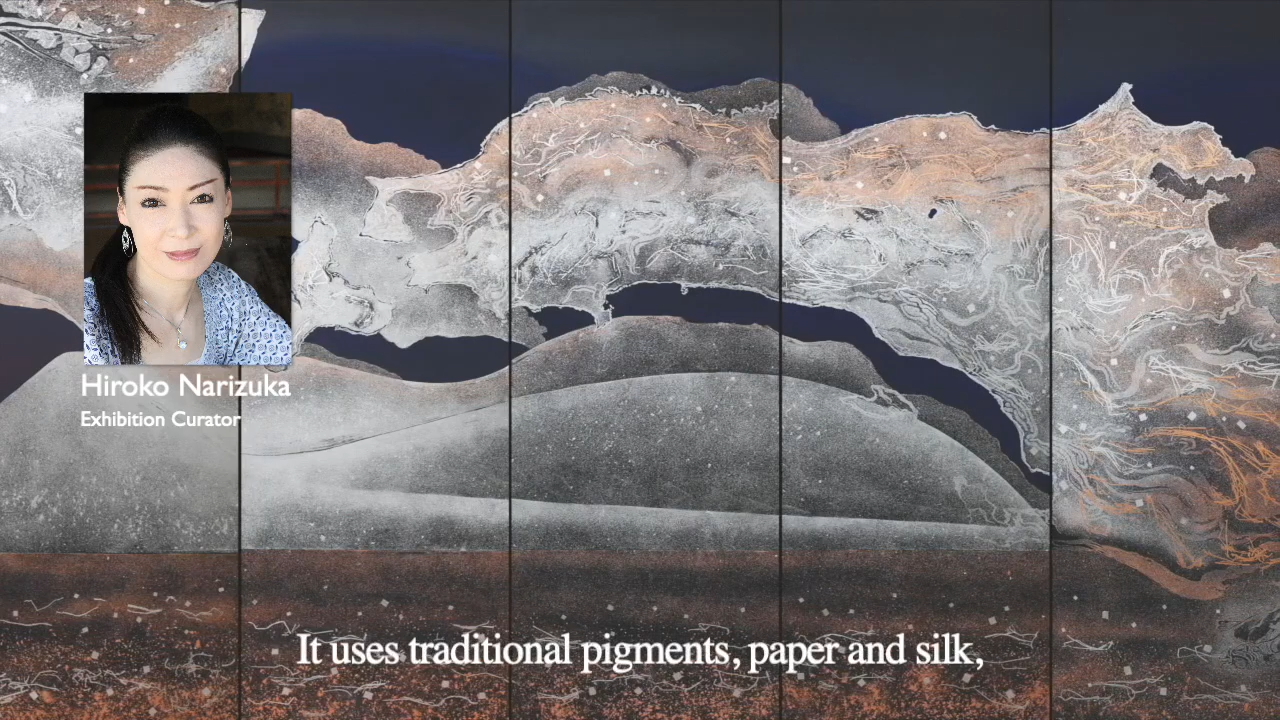 Hiroko Narizuka
Exhibition Curator
It uses traditional pigments, paper and silk,